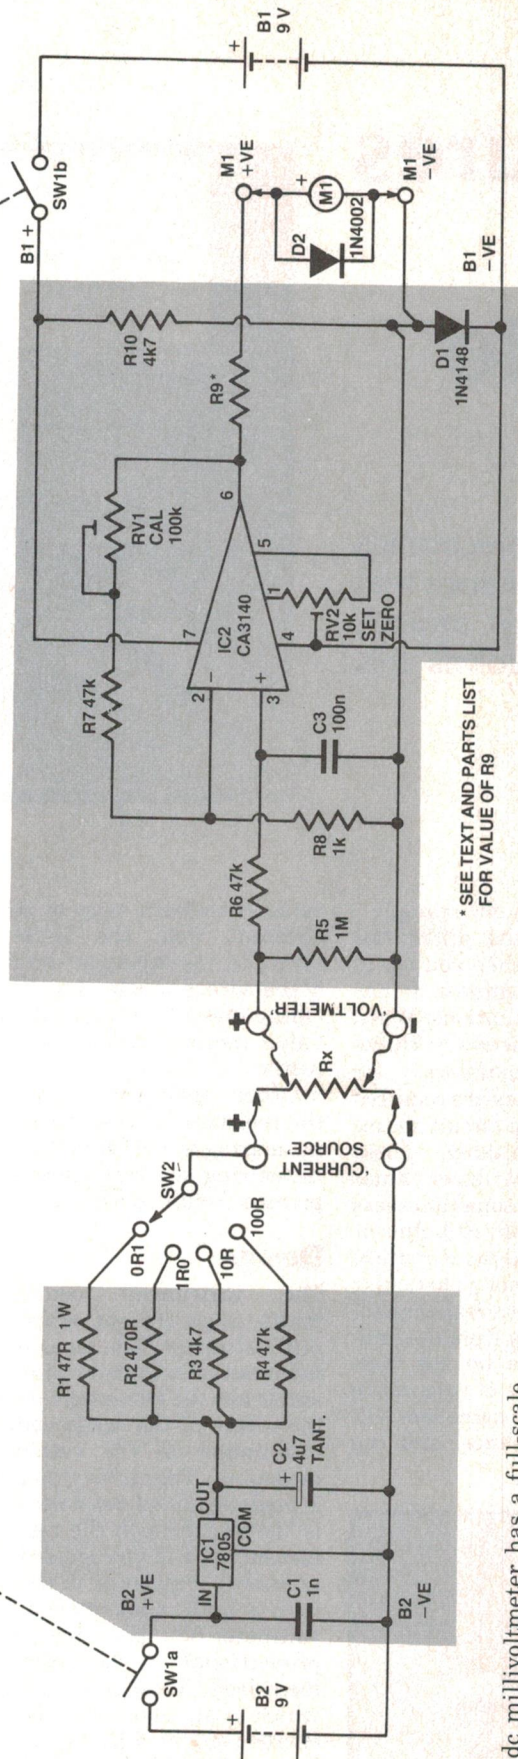 SW1a
B2
9 V
+
B2
+VE
B2
−VE
C1
1n
IN
IC1
7805
OUT
COM
+
C2
4u7
TANT.
R1 47R 1 W
R2 470R
R3 4k7
R4 47k
0R1
1R0
10R
100R
SW2
+
'CURRENT
SOURCE'
−
Rx
+
'VOLTMETER'
−
R5
1M
R6 47k
R8
1k
C3
100n
R7 47k
RV1
CAL
100k
2
−
3
+
7
IC2
CA3140
6
4
1
5
RV2
10k
SET
ZERO
R9*
R10
4k7
B1 +
SW1b
B1
9 V
+
M1
+VE
+
M1
D2
1N4002
M1
−VE
D1
1N4148
B1
−VE
* SEE TEXT AND PARTS LIST
FOR VALUE OF R9
dc millivoltmeter has a full-scale